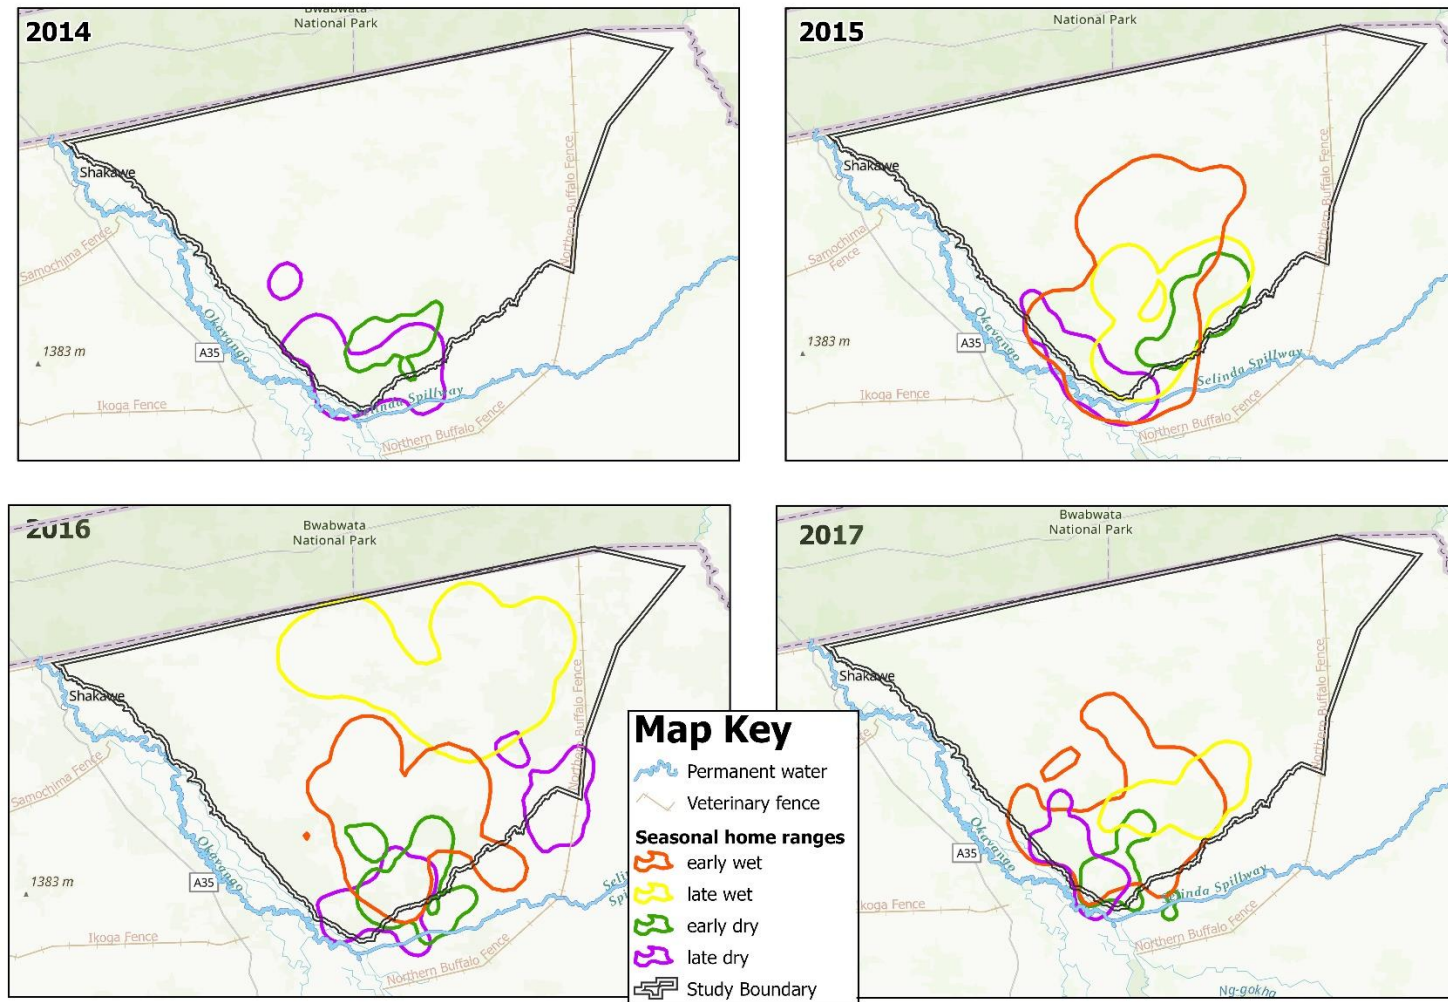 2014
Bwabwata
National Park
Shakawe
Samochima Fence
Okavango
A35
1383 m
Ikoga Fence
Selinda Spillway
Northern Buffalo Fence
Northern Buffalo Fence
2015
National Park
Shakawe
Samochima
Fence
Okavango
A35
1383 m
Ikoga Fence
Selinda Spillway
Northern Buffalo Fence
Northern Buffalo Fence
2016
Bwabwata
National Park
Shakawe
Samochima Fence
Okavango
A35
1383 m
Ikoga Fence
Northern Buffalo Fence
Northern Buffalo Fence
2017
Bwabwata
National Park
Shakawe
Okavango
A35
Selinda Spillway
Northern Buffalo Fence
Northern Buffalo Fence
Ng-gokha
Map Key
Permanent water
Veterinary fence
Seasonal home ranges
early wet
late wet
early dry
late dry
Study Boundary